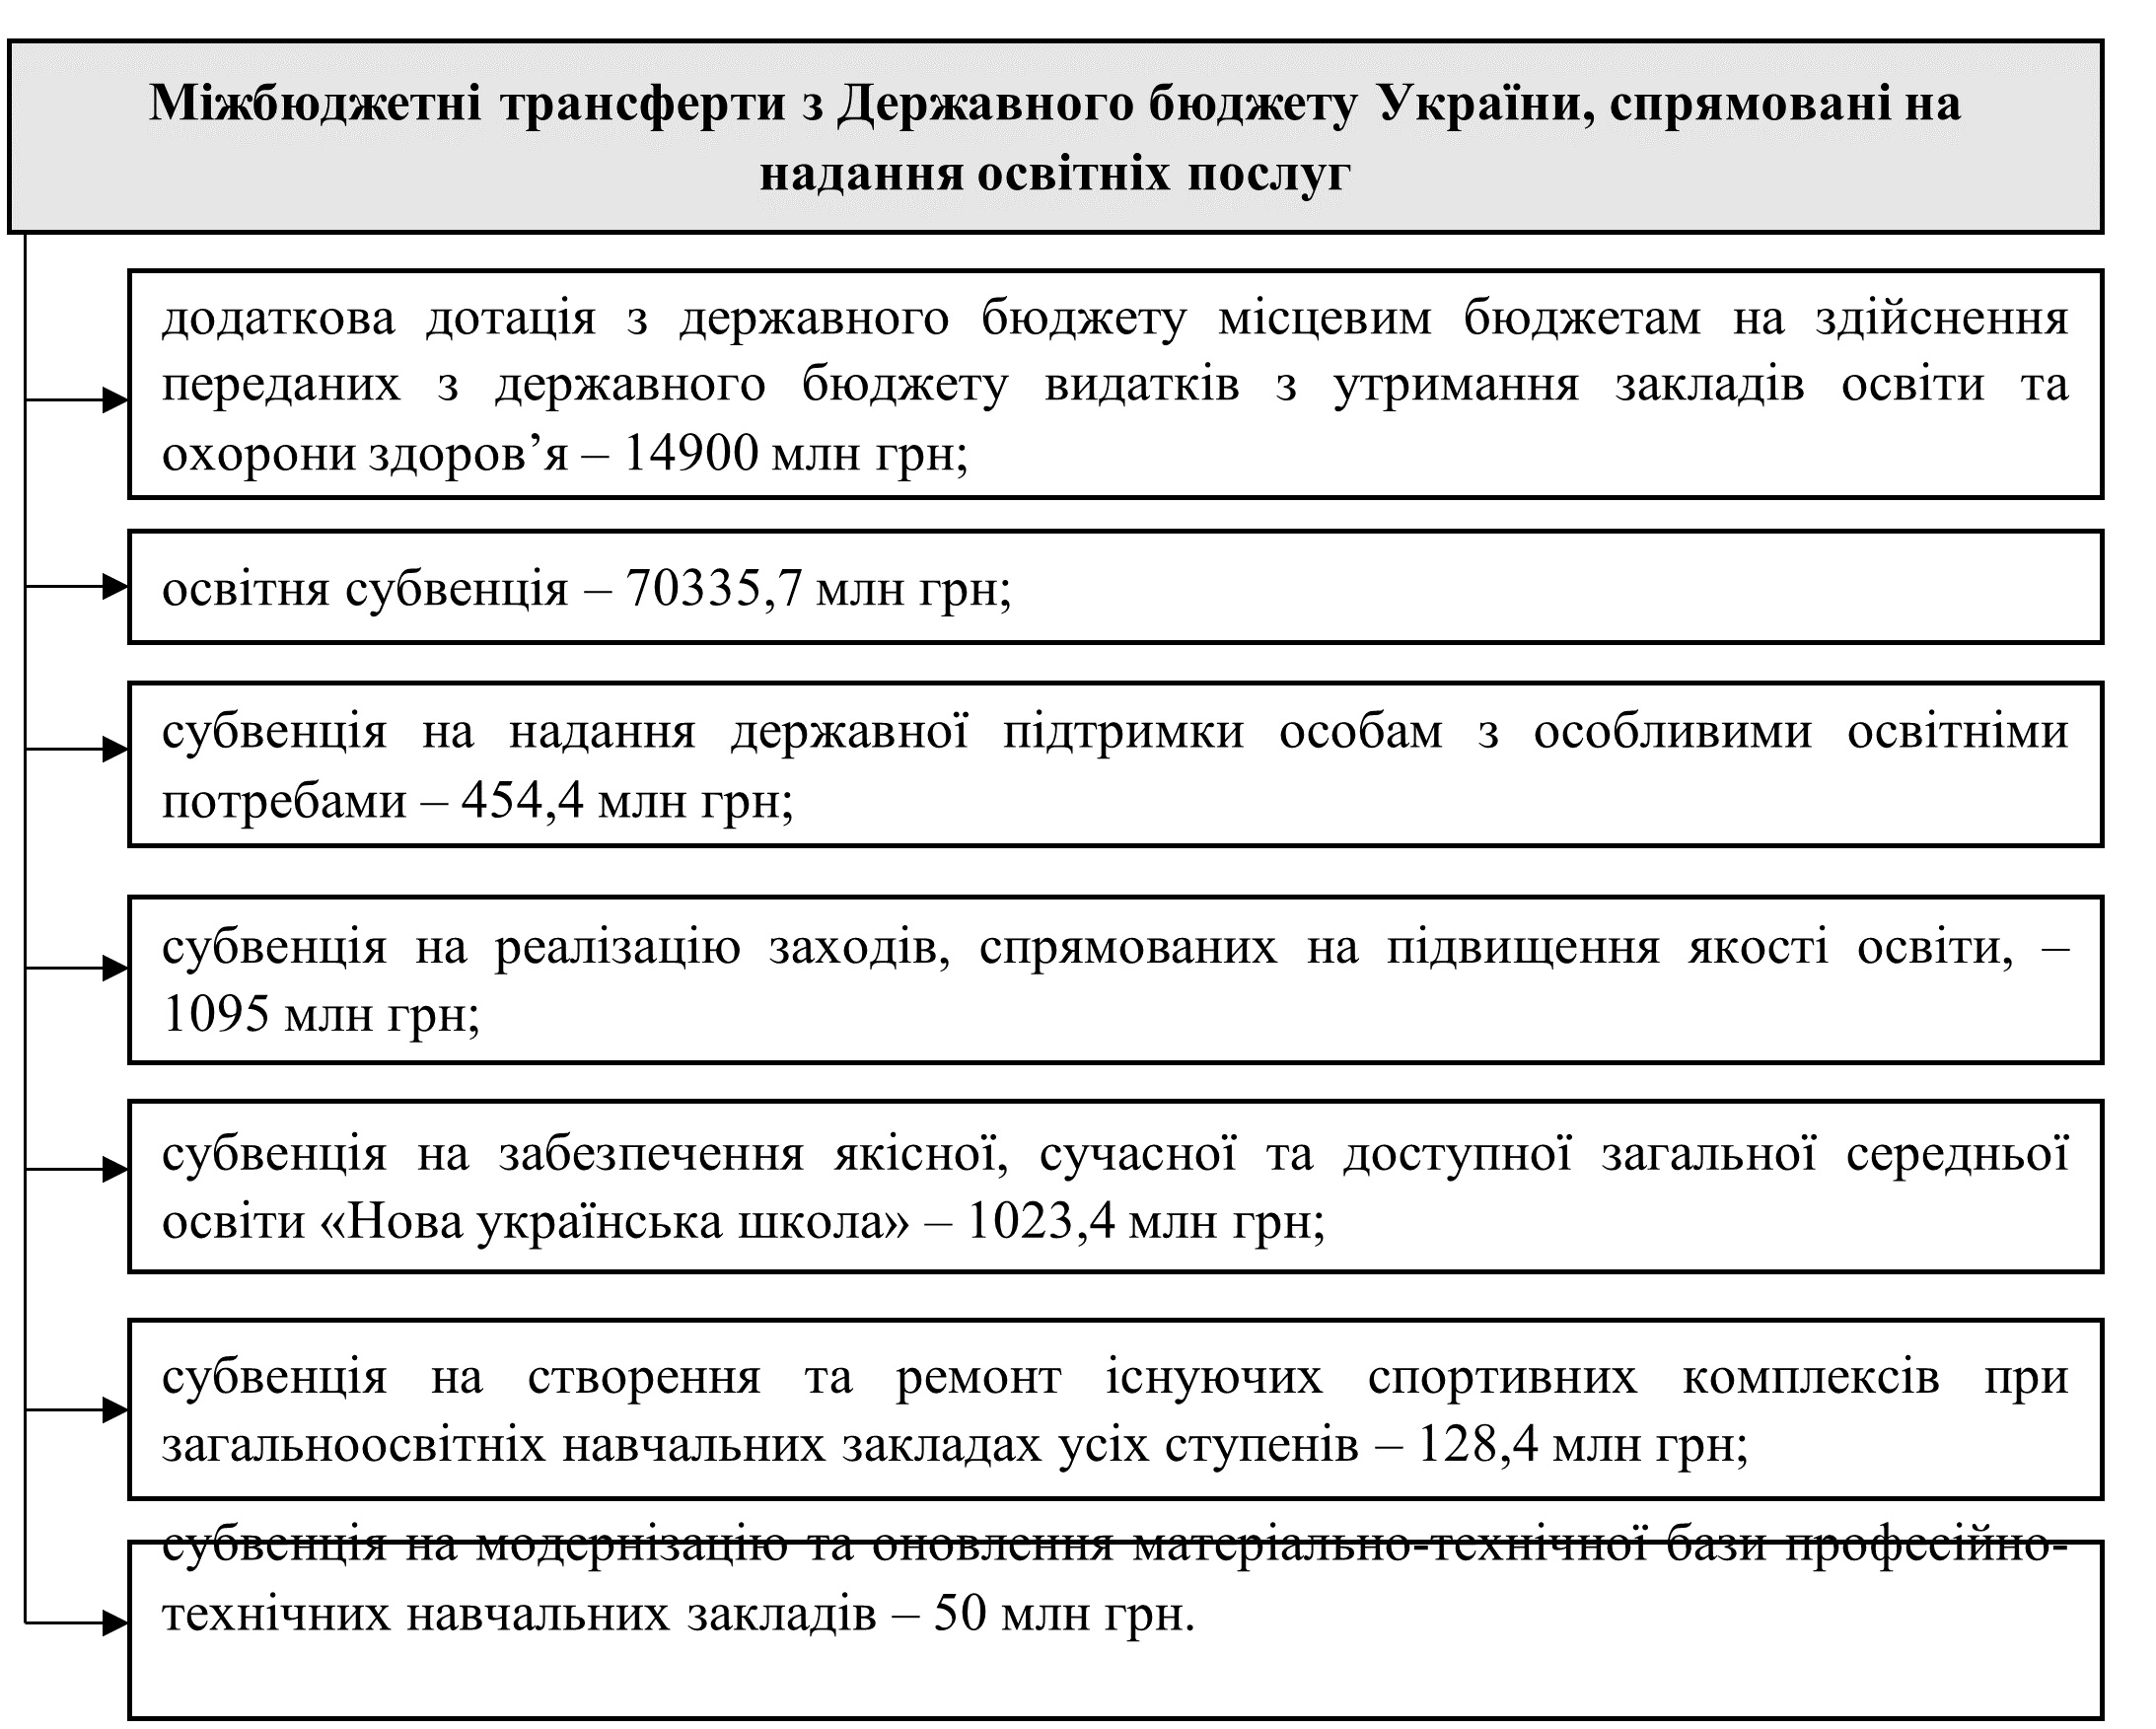 Міжбюджетні трансферти з Державного бюджету України, спрямовані на
надання освітніх послуг
додаткова дотація з державного бюджету місцевим бюджетам на здійснення
переданих з державного бюджету видатків з утримання закладів освіти та
охорони здоров’я – 14900 млн грн;
освітня субвенція – 70335,7 млн грн;
субвенція на надання державної підтримки особам з особливими освітніми
потребами – 454,4 млн грн;
субвенція на реалізацію заходів, спрямованих на підвищення якості освіти, –
1095 млн грн;
субвенція на забезпечення якісної, сучасної та доступної загальної середньої
освіти «Нова українська школа» – 1023,4 млн грн;
субвенція на створення та ремонт існуючих спортивних комплексів при
загальноосвітніх навчальних закладах усіх ступенів – 128,4 млн грн;
субвенція на модернізацію та оновлення матеріально-технічної бази професійно-
технічних навчальних закладів – 50 млн грн.